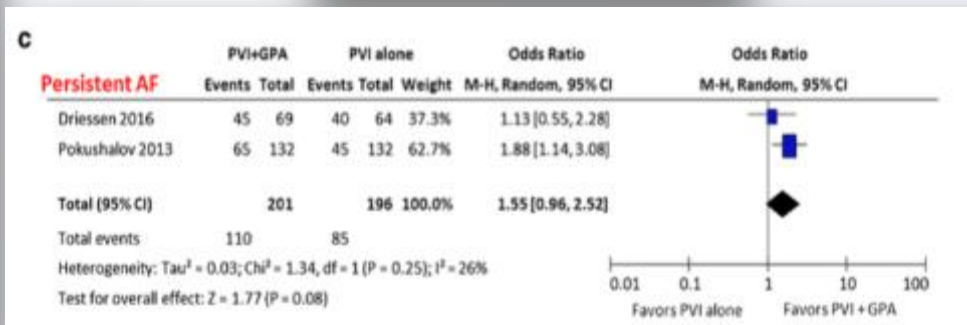 C
PVI+GPA PVI alone Odds Ratio Odds Ratio
Persistent AF Events Total Events Total Weight M-H, Random, 95% CI M-H, Random, 95% CI
Driessen 2016 45 69 40 64 37.3% 1.13 [0.55, 2.28]
Pokushalov 2013 65 132 45 132 62.7% 1.88 [1.14, 3.08]
Total (95% CI) 201 196 100.0% 1.55 [0.96, 2.52]
Total events 110 85
Heterogeneity: Tau² = 0.03; Chi² = 1.34, df = 1 (P = 0.25); I² = 26%
Test for overall effect: Z = 1.77 (P = 0.08)
0.01 0.1 1 10 100
Favors PVI alone Favors PVI + GPA